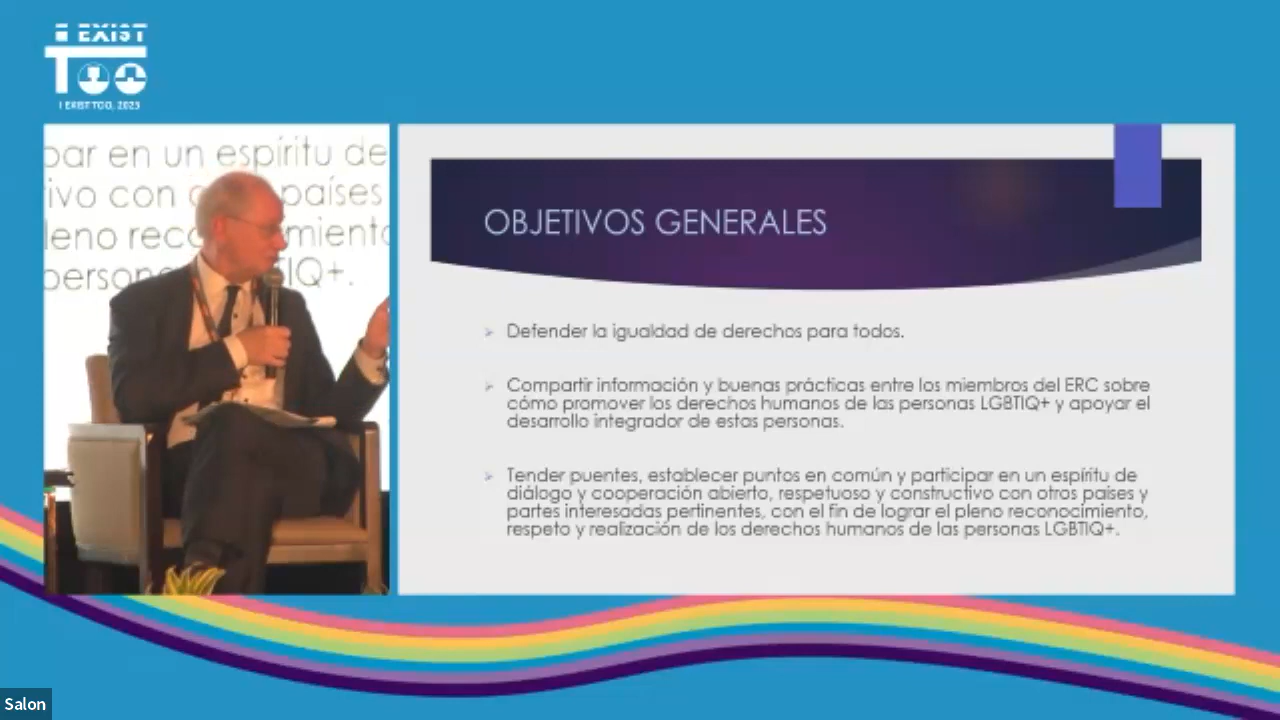 I EXIST
TOO
I EXIST TOO, 2023
par en un espíritu de
ivo con países
leno rec miento
persona IQ+.
OBJETIVOS GENERALES
Defender la igualdad de derechos para todos.
Compartir información y buenas prácticas entre los miembros del ERC sobre
cómo promover los derechos humanos de las personas LGBTIQ+ y apoyar el
desarrollo integrador de estas personas.
Tender puentes, establecer puntos en común y participar en un espíritu de
diálogo y cooperación abierto, respetuoso y constructivo con otros países y
partes interesadas pertinentes, con el fin de lograr el pleno reconocimiento,
respeto y realización de los derechos humanos de las personas LGBTIQ+.
Salon